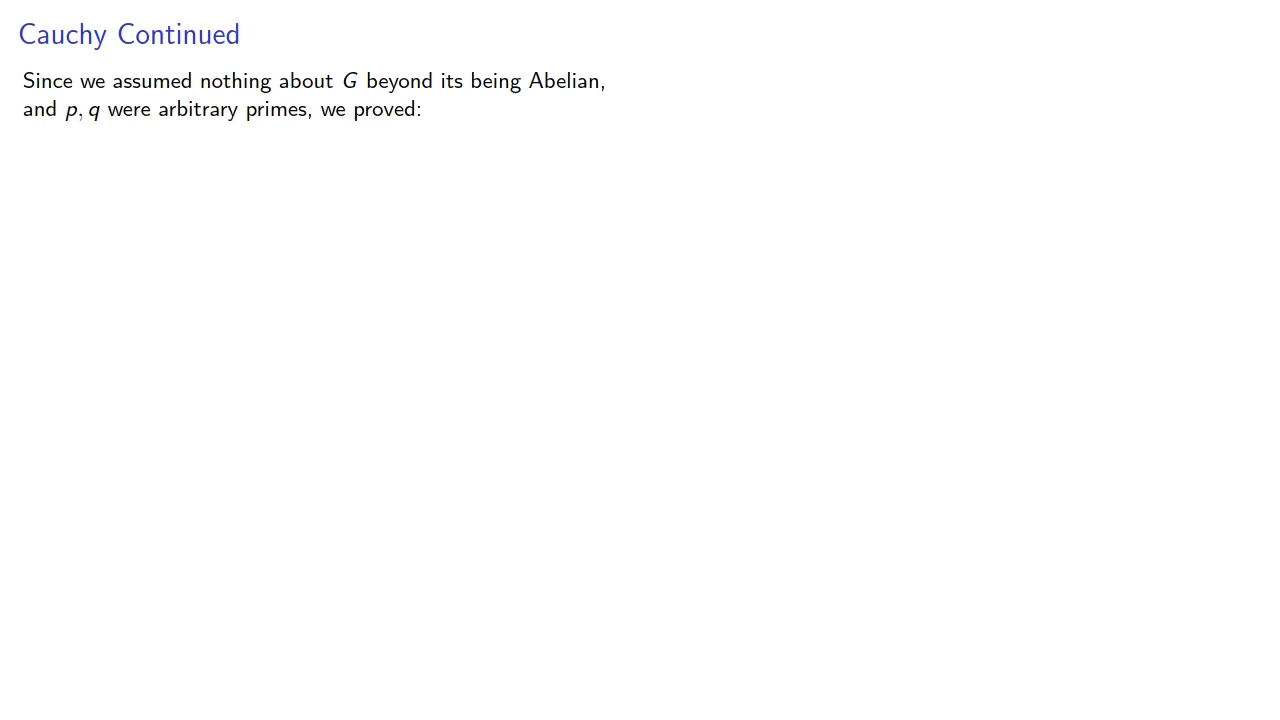 Cauchy Continued
Since we assumed nothing about G beyond its being Abelian,
and p, q were arbitrary primes, we proved: